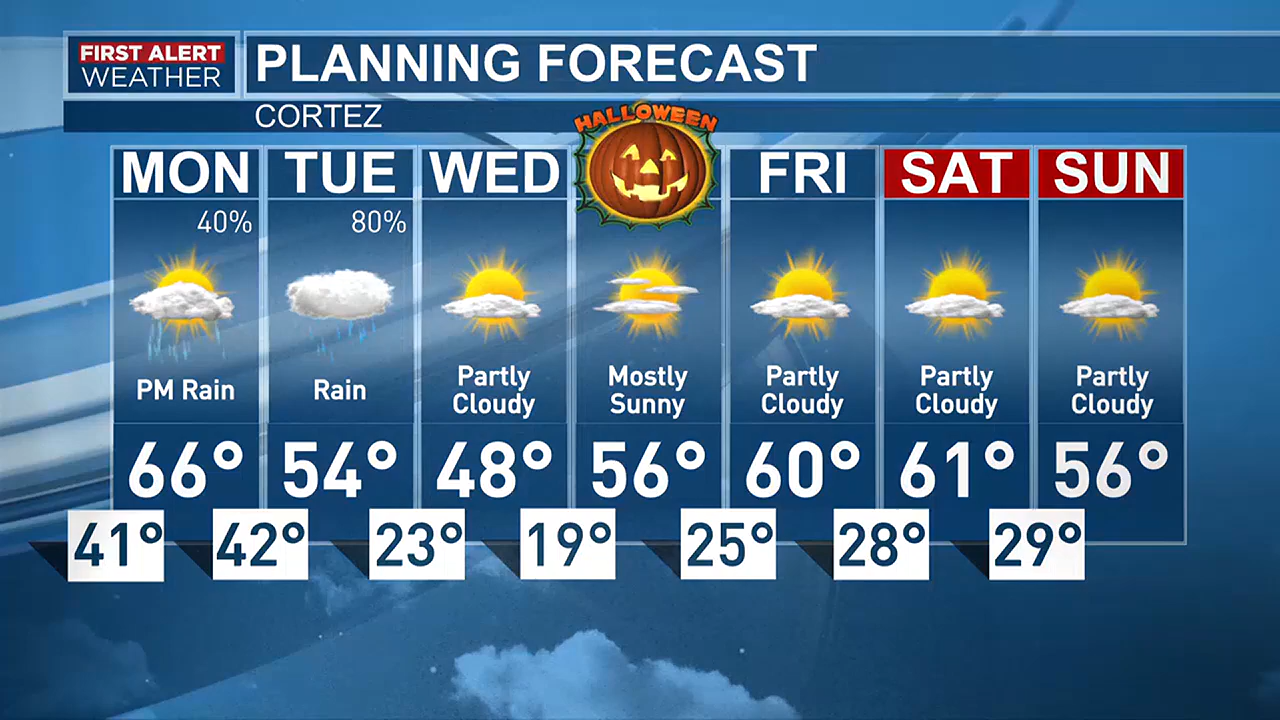 FIRST ALERT
WEATHER
PLANNING FORECAST
CORTEZ
HALLOWEEN
MON TUE WED FRI SAT SUN
40% 80%
PM Rain
Rain
Partly
Cloudy
Mostly
Sunny
Partly
Cloudy
Partly
Cloudy
Partly
Cloudy
66° 54° 48° 56° 60° 61° 56°
41° 42° 23° 19° 25° 28° 29°